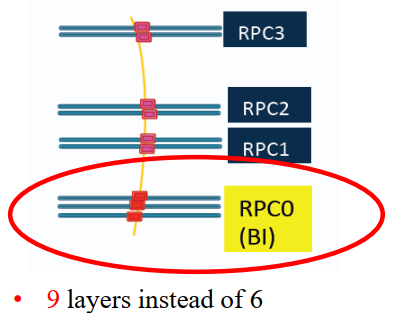 RPC3
RPC2
RPC1
RPC0
(BI)
• 9 layers instead of 6